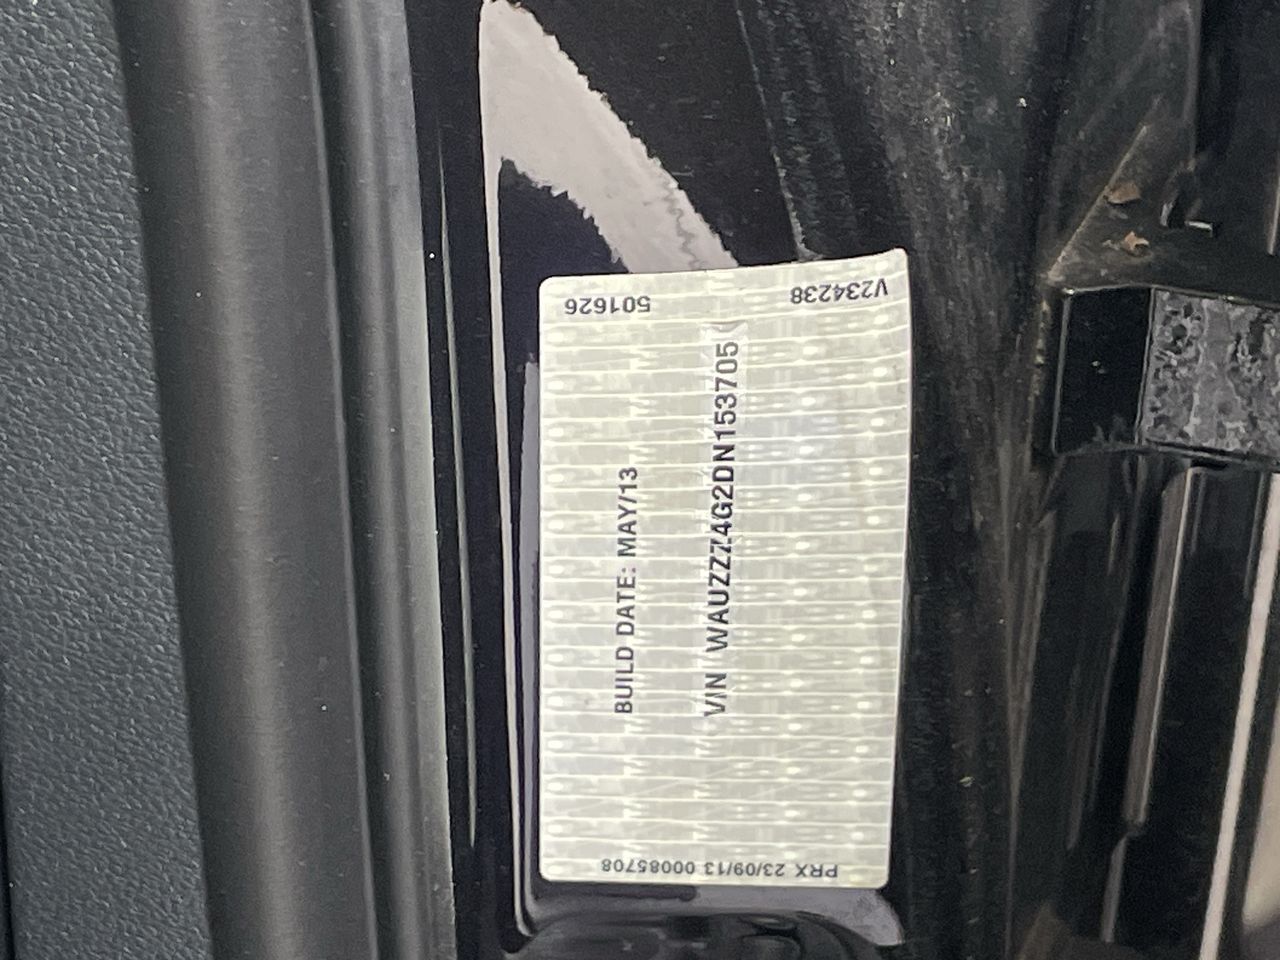 V234238
501626
BUILD DATE: MAY/13
VIN WAUZZZ4G2DN153705
PRX 23/09/13 00085708